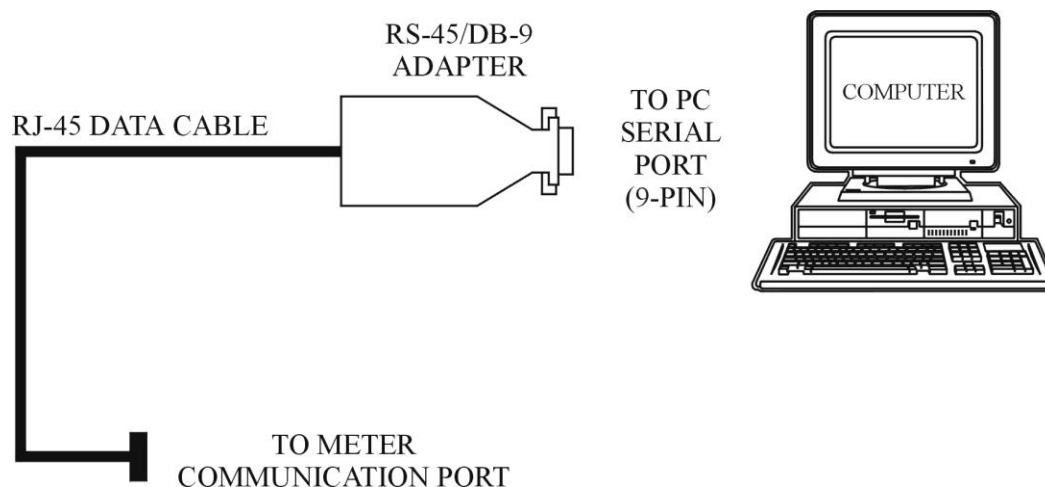 RS-45/DB-9
ADAPTER
RJ-45 DATA CABLE
TO PC
SERIAL
PORT
(9-PIN)
COMPUTER
TO METER
COMMUNICATION PORT